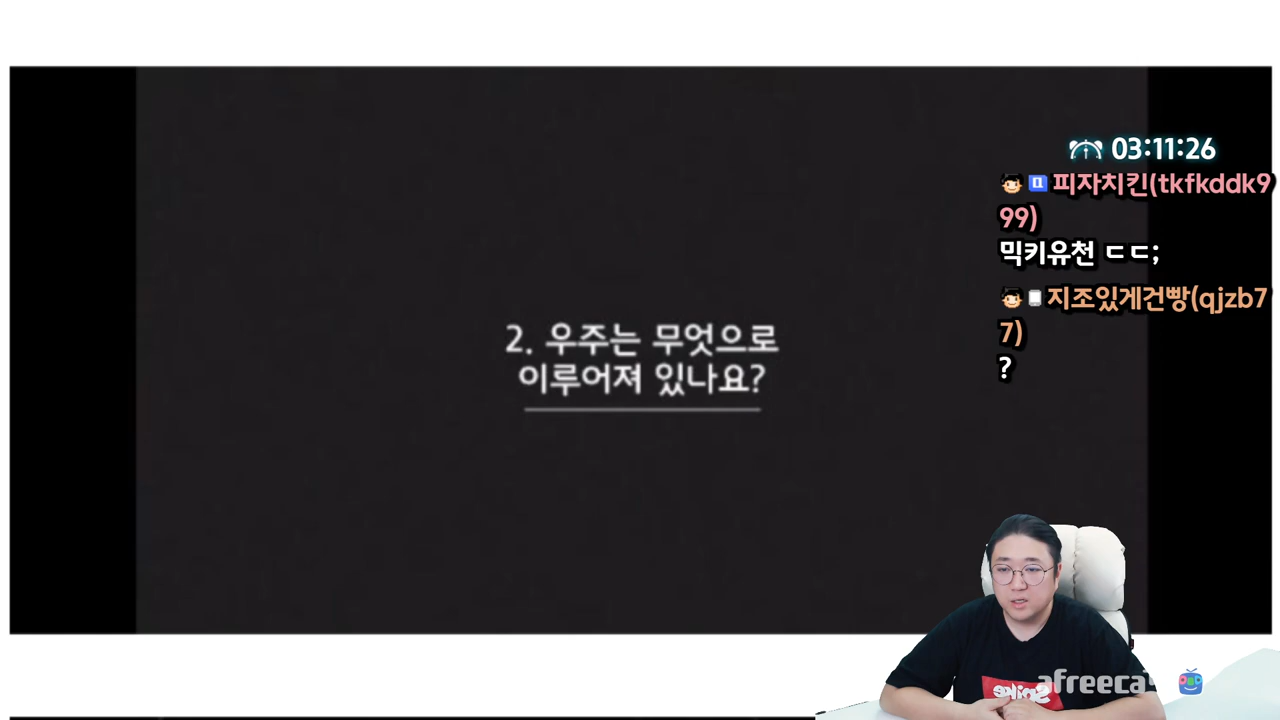 03:11:26
피자치킨(tkfkddk9
99)
믹키유천 ㄷㄷ;
지조있게건빵(qjzb7
7)
?
2. 우주는 무엇으로
이루어져 있나요?
afreeca